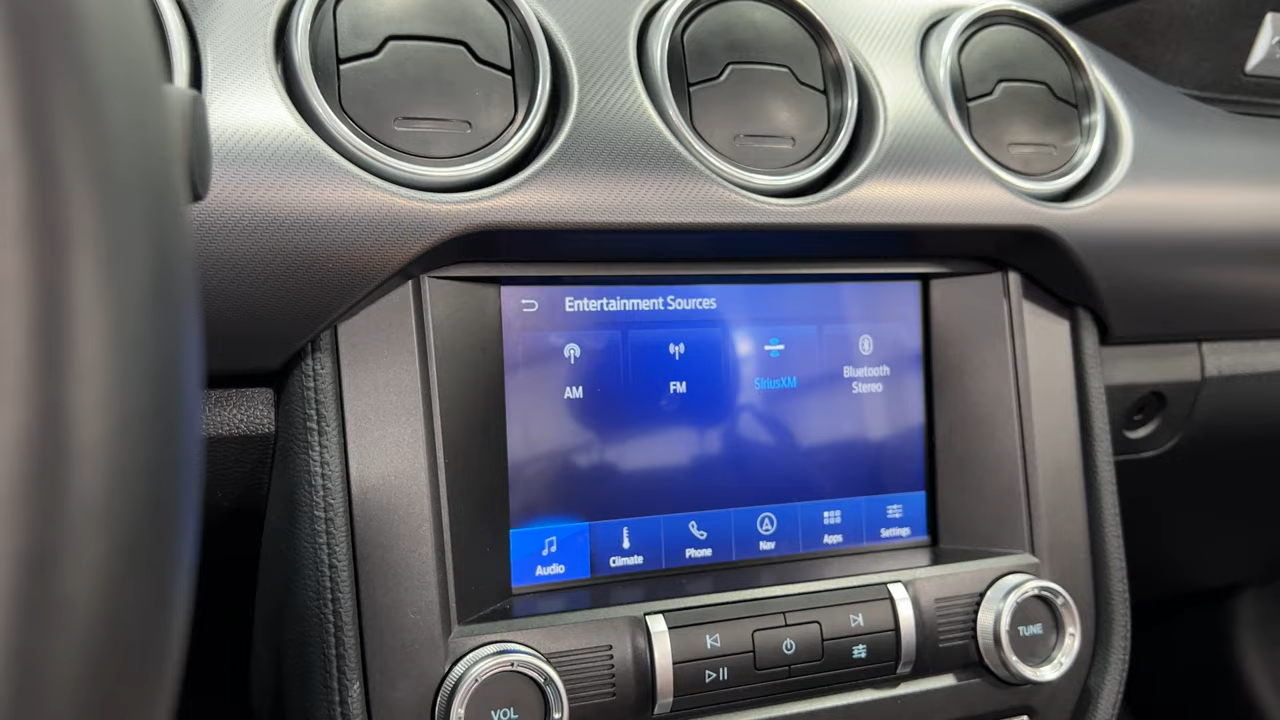 Entertainment Sources
AM
FM
SiriusXM
Bluetooth
Stereo
Audio
Climate
Phone
Nav
Apps
Settings
VOL
TUNE